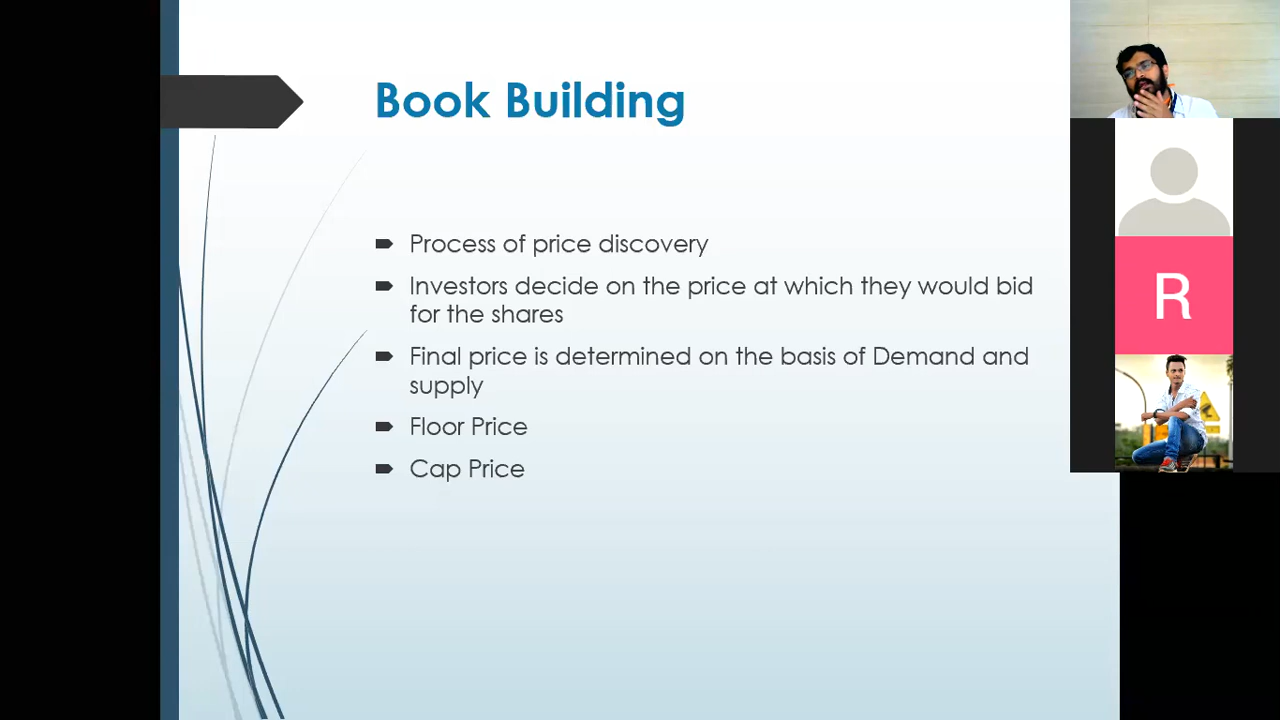 Book Building
Process of price discovery
Investors decide on the price at which they would bid
for the shares
Final price is determined on the basis of Demand and
supply
Floor Price
Cap Price
R